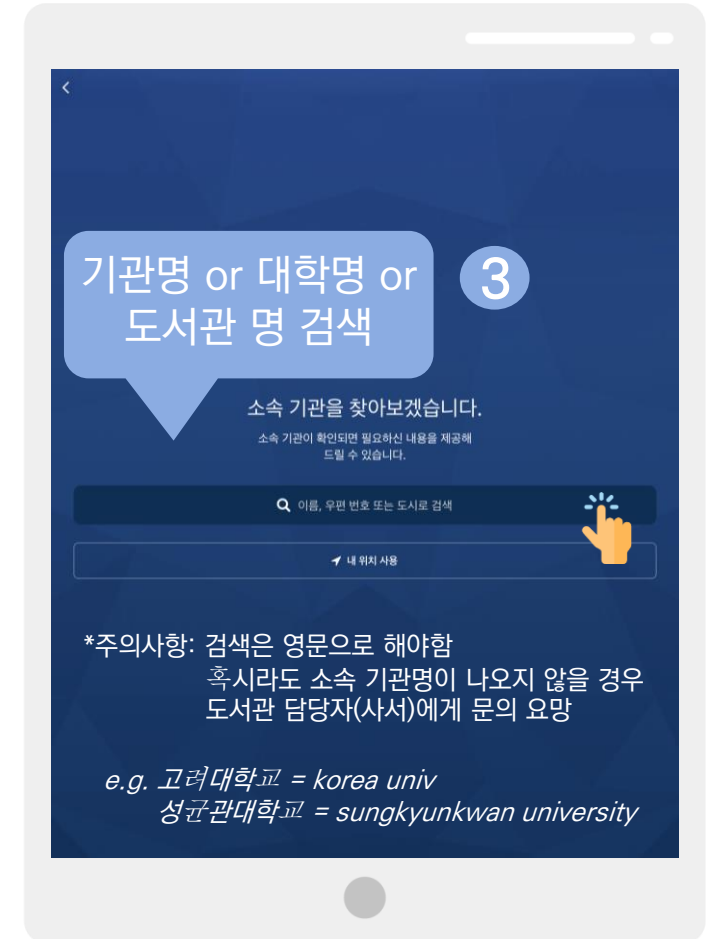 기관명 or 대학명 or
도서관 명 검색
3
소속 기관을 찾아보겠습니다.
소속 기관이 확인되면 필요하신 내용을 제공해
드릴 수 있습니다.
이름, 우편 번호 또는 도시로 검색
내 위치 사용
*주의사항: 검색은 영문으로 해야함
혹시라도 소속 기관명이 나오지 않을 경우
도서관 담당자(사서)에게 문의 요망
e.g. 고려대학교 = korea univ
성균관대학교 = sungkyunkwan university